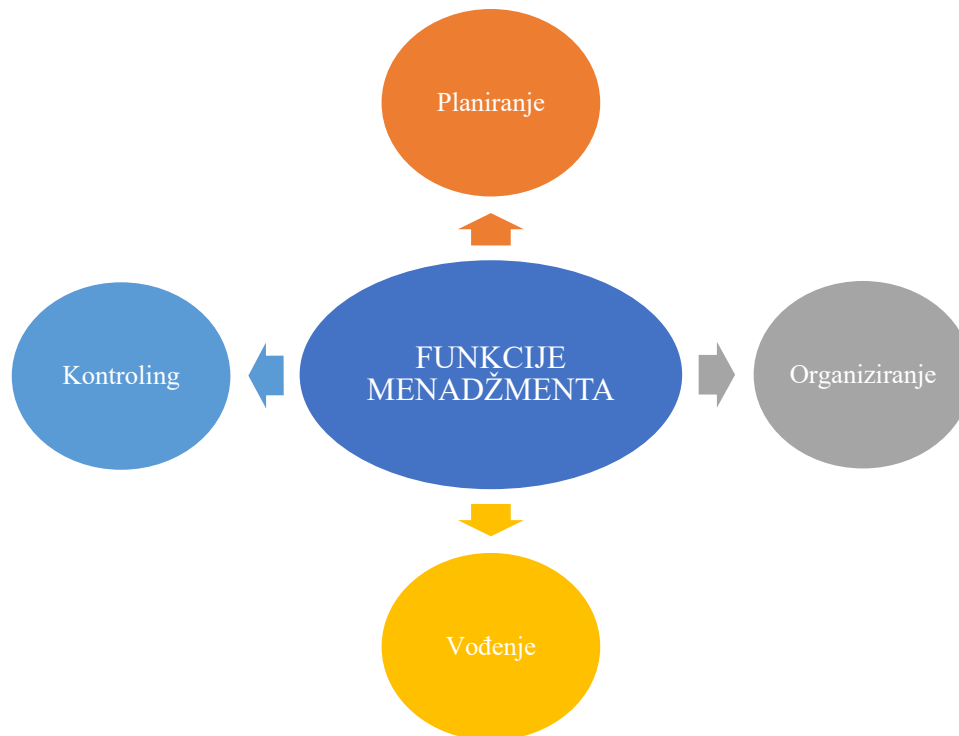 Planiranje
FUNKCIJE
MENADŽMENTA
Kontroling
Organiziranje
Vođenje